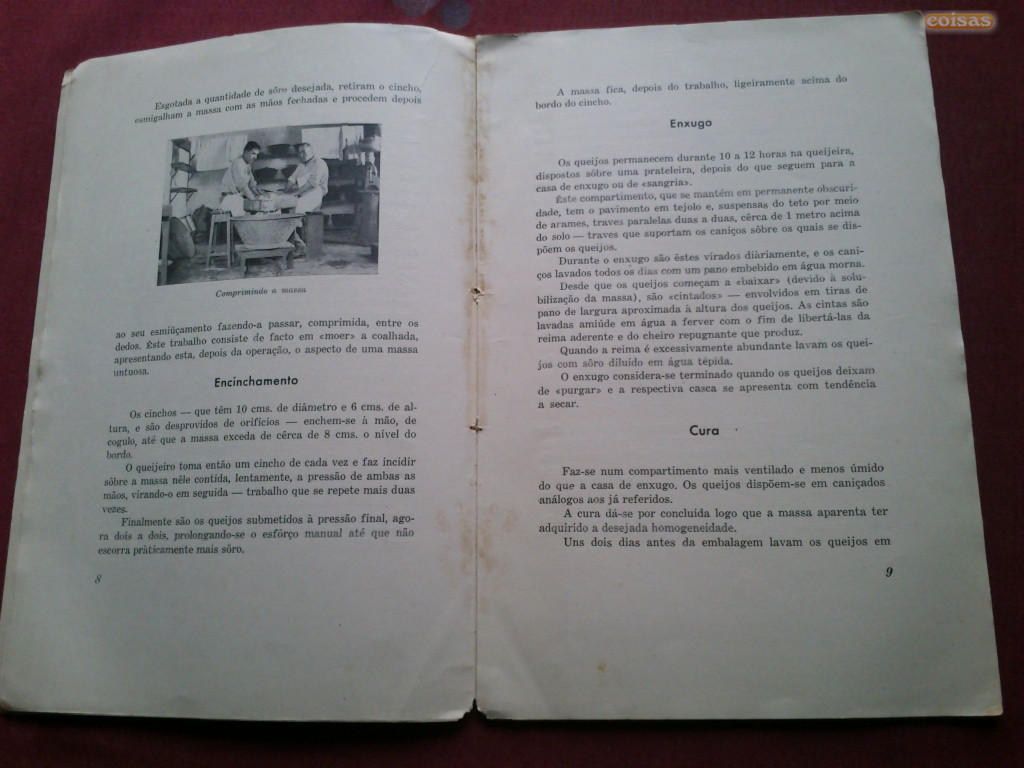 Esgotada a quantidade de sôro desejada, retiram o cincho,
esmigalham a massa com as mãos fechadas e procedem depois
Comprimindo a massa
ao seu esmiüçamento fazendo-a passar, comprimida, entre os
dedos. Êste trabalho consiste de facto em «moer» a coalhada,
apresentando esta, depois da operação, o aspecto de uma massa
untuosa.
Encinchamento
Os cinchos — que têm 10 cms. de diâmetro e 6 cms. de al-
tura, e são desprovidos de orifícios — enchem-se à mão, de
cogulo, até que a massa exceda de cêrca de 8 cms. o nível do
bordo.
O queijeiro toma então um cincho de cada vez e faz incidir
sôbre a massa nêle contida, lentamente, a pressão de ambas as
mãos, virando-o em seguida — trabalho que se repete mais duas
vezes.
Finalmente são os queijos submetidos à pressão final, ago-
ra dois a dois, prolongando-se o esfôrço manual até que não
escorra pràticamente mais sôro.
8
A massa fica, depois do trabalho, ligeiramente acima do
bordo do cincho.
Enxugo
Os queijos permanecem durante 10 a 12 horas na queijeira,
dispostos sôbre uma prateleira, depois do que seguem para a
casa de enxugo ou de «sangria».
Êste compartimento, que se mantém em permanente obscuri-
dade, tem o pavimento em tejolo e, suspensas do teto por meio
de arames, traves paralelas duas a duas, cêrca de 1 metro acima
do solo — traves que suportam os caniços sôbre os quais se dis-
põem os queijos.
Durante o enxugo são êstes virados diàriamente, e os cani-
ços lavados todos os dias com um pano embebido em água morna.
Desde que os queijos começam a «baixar» (devido à solu-
bilização da massa), são «cintados» — envolvidos em tiras de
pano de largura aproximada à altura dos queijos. As cintas são
lavadas amiúde em água a ferver com o fim de libertá-las da
reima aderente e do cheiro repugnante que produz.
Quando a reima é excessivamente abundante lavam os quei-
jos com sôro diluído em água tépida.
O enxugo considera-se terminado quando os queijos deixam
de «purgar» e a respectiva casca se apresenta com tendência
a secar.
Cura
Faz-se num compartimento mais ventilado e menos úmido
do que a casa de enxugo. Os queijos dispõem-se em caniçados
análogos aos já referidos.
A cura dá-se por concluída logo que a massa aparenta ter
adquirido a desejada homogeneidade.
Uns dois dias antes da embalagem lavam os queijos em
9
coisas